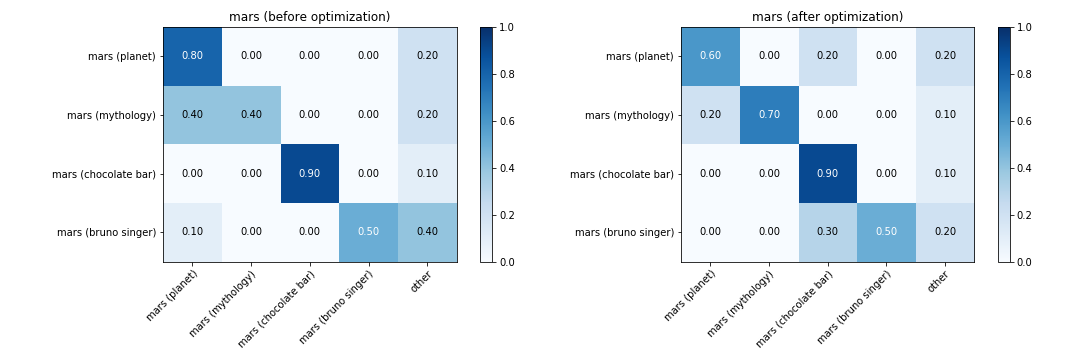 mars (before optimization)
mars (planet) 0.80 0.00 0.00 0.00 0.20
mars (mythology) 0.40 0.40 0.00 0.00 0.20
mars (chocolate bar) 0.00 0.00 0.90 0.00 0.10
mars (bruno singer) 0.10 0.00 0.00 0.50 0.40
mars (planet)
mars (mythology)
mars (chocolate bar)
mars (bruno singer)
other
1.0
0.8
0.6
0.4
0.2
0.0
mars (after optimization)
mars (planet) 0.60 0.00 0.20 0.00 0.20
mars (mythology) 0.20 0.70 0.00 0.00 0.10
mars (chocolate bar) 0.00 0.00 0.90 0.00 0.10
mars (bruno singer) 0.00 0.00 0.30 0.50 0.20
mars (planet)
mars (mythology)
mars (chocolate bar)
mars (bruno singer)
other
1.0
0.8
0.6
0.4
0.2
0.0